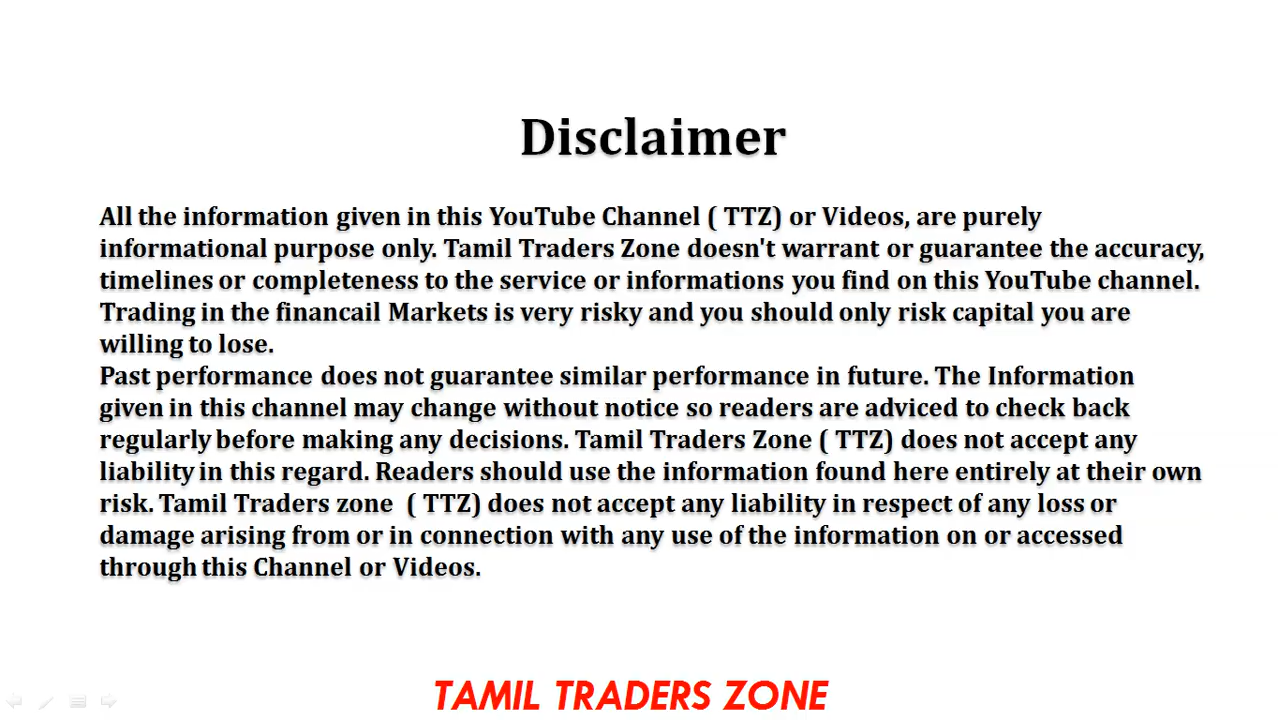 Disclaimer
All the information given in this YouTube Channel ( TTZ) or Videos, are purely
informational purpose only. Tamil Traders Zone doesn't warrant or guarantee the accuracy,
timelines or completeness to the service or informations you find on this YouTube channel.
Trading in the financail Markets is very risky and you should only risk capital you are
willing to lose.
Past performance does not guarantee similar performance in future. The Information
given in this channel may change without notice so readers are adviced to check back
regularly before making any decisions. Tamil Traders Zone ( TTZ) does not accept any
liability in this regard. Readers should use the information found here entirely at their own
risk. Tamil Traders zone  ( TTZ) does not accept any liability in respect of any loss or
damage arising from or in connection with any use of the information on or accessed
through this Channel or Videos.
TAMIL TRADERS ZONE